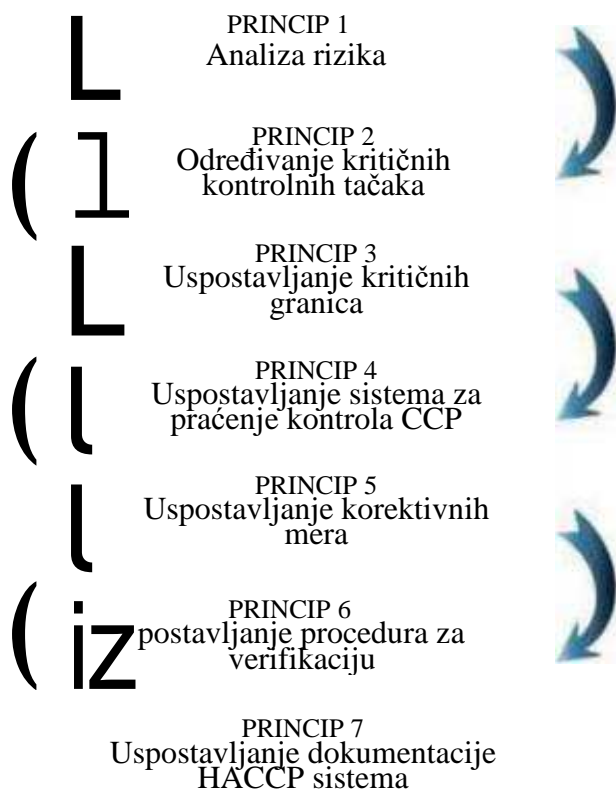 L
PRINCIP 1
Analiza rizika
( l
PRINCIP 2
Određivanje kritičnih
kontrolnih tačaka
L
PRINCIP 3
Uspostavljanje kritičnih
granica
( l
PRINCIP 4
Uspostavljanje sistema za
praćenje kontrola CCP
l
PRINCIP 5
Uspostavljanje korektivnih
mera
( iz
PRINCIP 6
postavljanje procedura za
verifikaciju
PRINCIP 7
Uspostavljanje dokumentacije
HACCP sistema